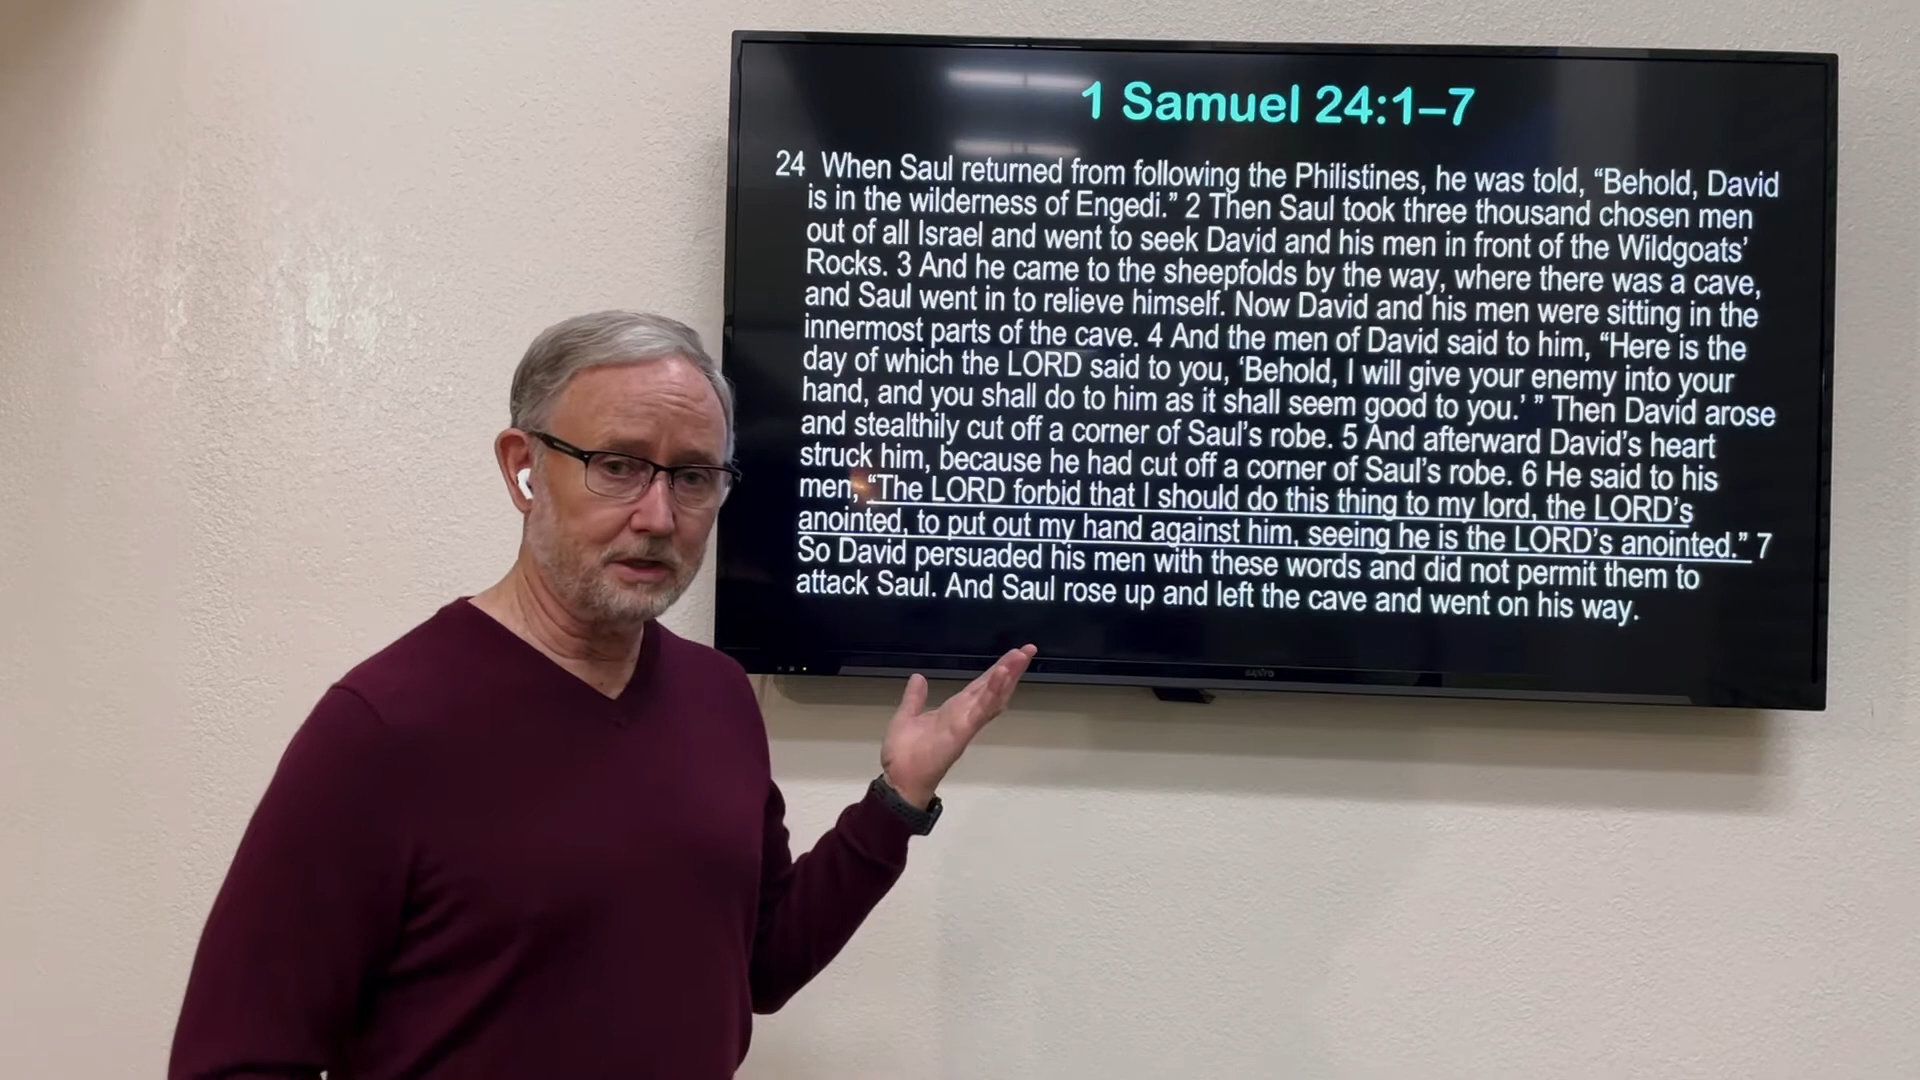 1 Samuel 24:1–7
24 When Saul returned from following the Philistines, he was told, “Behold, David
is in the wilderness of Engedi.” 2 Then Saul took three thousand chosen men
out of all Israel and went to seek David and his men in front of the Wildgoats’
Rocks. 3 And he came to the sheepfolds by the way, where there was a cave,
and Saul went in to relieve himself. Now David and his men were sitting in the
innermost parts of the cave. 4 And the men of David said to him, “Here is the
day of which the LORD said to you, ‘Behold, I will give your enemy into your
hand, and you shall do to him as it shall seem good to you.’ ” Then David arose
and stealthily cut off a corner of Saul’s robe. 5 And afterward David’s heart
struck him, because he had cut off a corner of Saul’s robe. 6 He said to his
men, “The LORD forbid that I should do this thing to my lord, the LORD’s
anointed, to put out my hand against him, seeing he is the LORD’s anointed.” 7
So David persuaded his men with these words and did not permit them to
attack Saul. And Saul rose up and left the cave and went on his way.